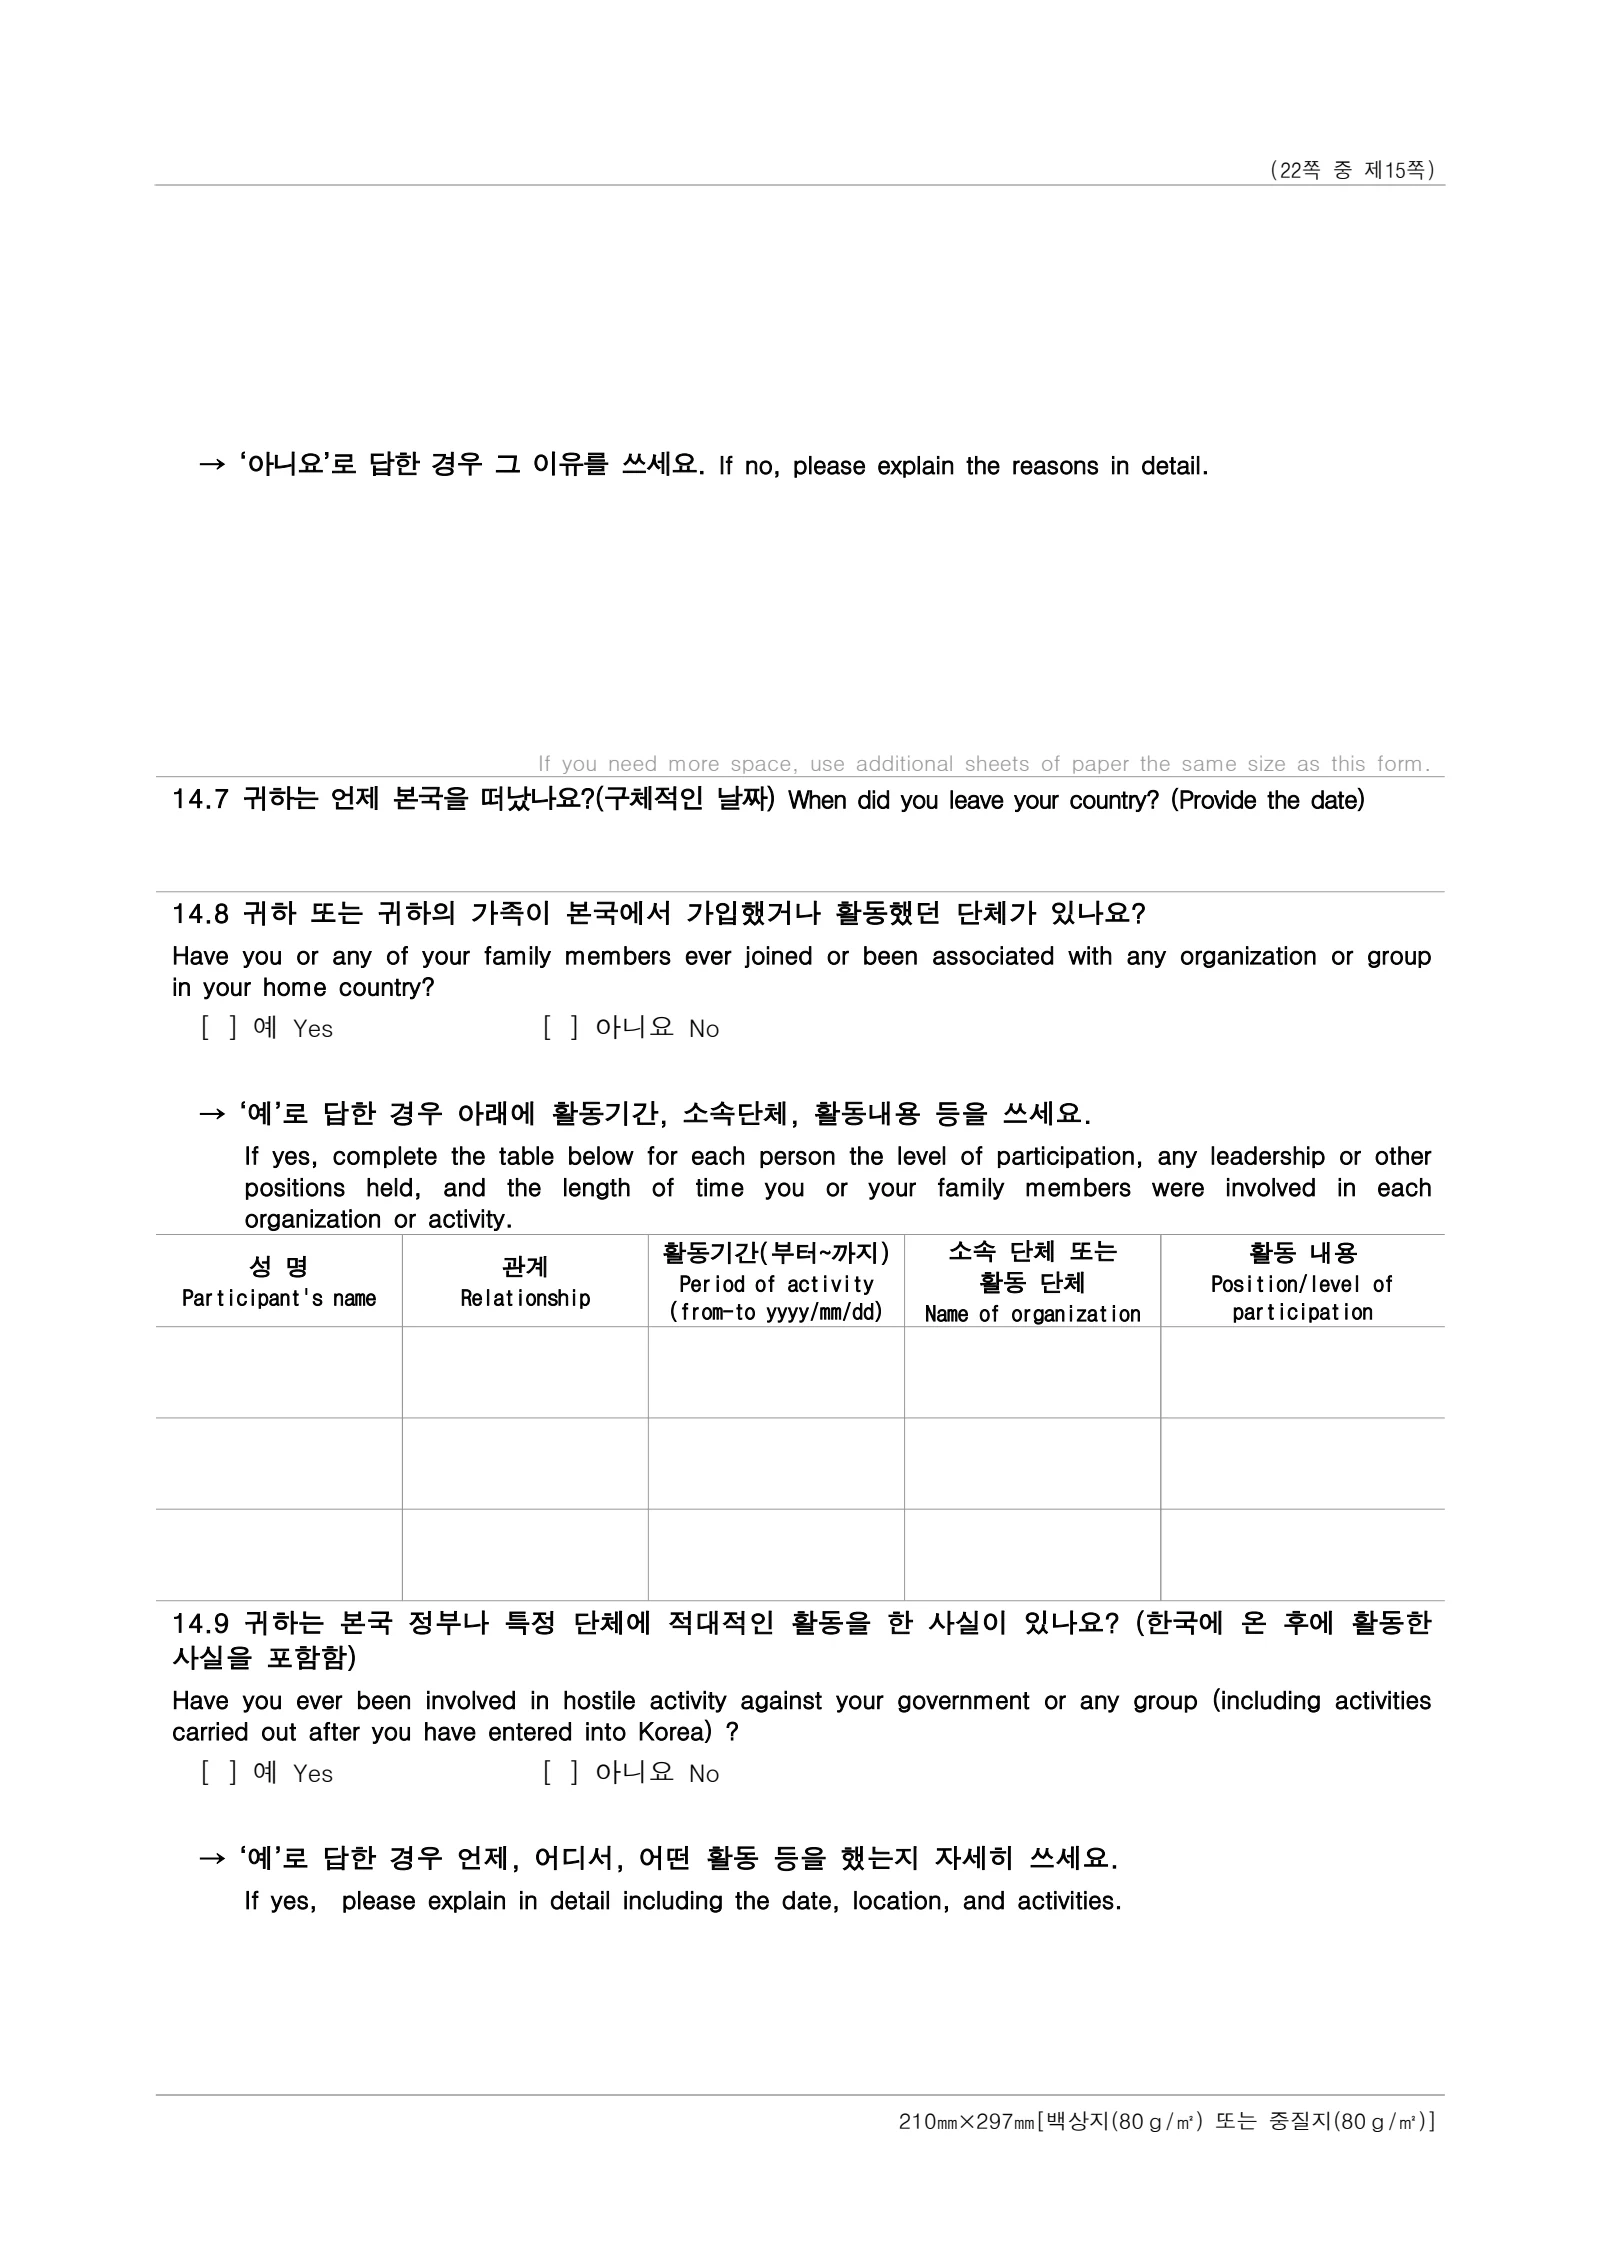 (22쪽 중 제15쪽)
→ ‘아니요’로 답한 경우 그 이유를 쓰세요. If no, please explain the reasons in detail.
If you need more space, use additional sheets of paper the same size as this form.
14.7 귀하는 언제 본국을 떠났나요?(구체적인 날짜) When did you leave your country? (Provide the date)
14.8 귀하 또는 귀하의 가족이 본국에서 가입했거나 활동했던 단체가 있나요?
Have you or any of your family members ever joined or been associated with any organization or group
in your home country?
[ ] 예 Yes [ ] 아니요 No
→ ‘예’로 답한 경우 아래에 활동기간, 소속단체, 활동내용 등을 쓰세요.
If yes, complete the table below for each person the level of participation, any leadership or other
positions held, and the length of time you or your family members were involved in each
organization or activity.
성 명
Participant's name
관계
Relationship
활동기간(부터~까지)
Period of activity
(from-to yyyy/mm/dd)
소속 단체 또는
활동 단체
Name of organization
활동 내용
Position/level of
participation
14.9 귀하는 본국 정부나 특정 단체에 적대적인 활동을 한 사실이 있나요? (한국에 온 후에 활동한
사실을 포함함)
Have you ever been involved in hostile activity against your government or any group (including activities
carried out after you have entered into Korea) ?
[ ] 예 Yes [ ] 아니요 No
→ ‘예’로 답한 경우 언제, 어디서, 어떤 활동 등을 했는지 자세히 쓰세요.
If yes, please explain in detail including the date, location, and activities.
210㎜×297㎜[백상지(80ｇ/㎡) 또는 중질지(80ｇ/㎡)]